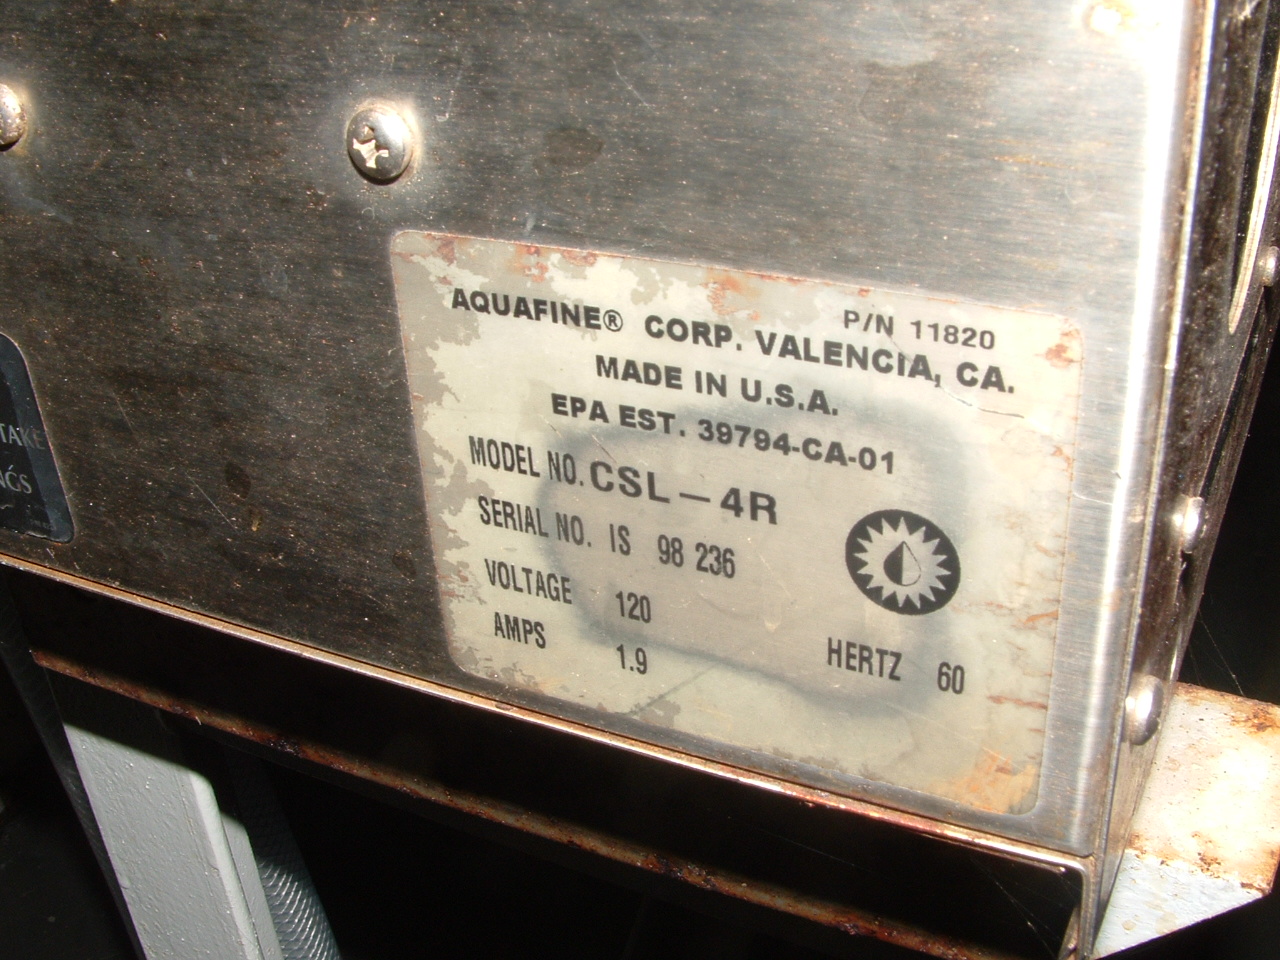 P/N 11820
AQUAFINE® CORP. VALENCIA, CA.
MADE IN U.S.A.
EPA EST. 39794-CA-01
MODEL NO. CSL-4R
SERIAL NO. IS 98 236
VOLTAGE 120
AMPS 1.9 HERTZ 60
TAKE